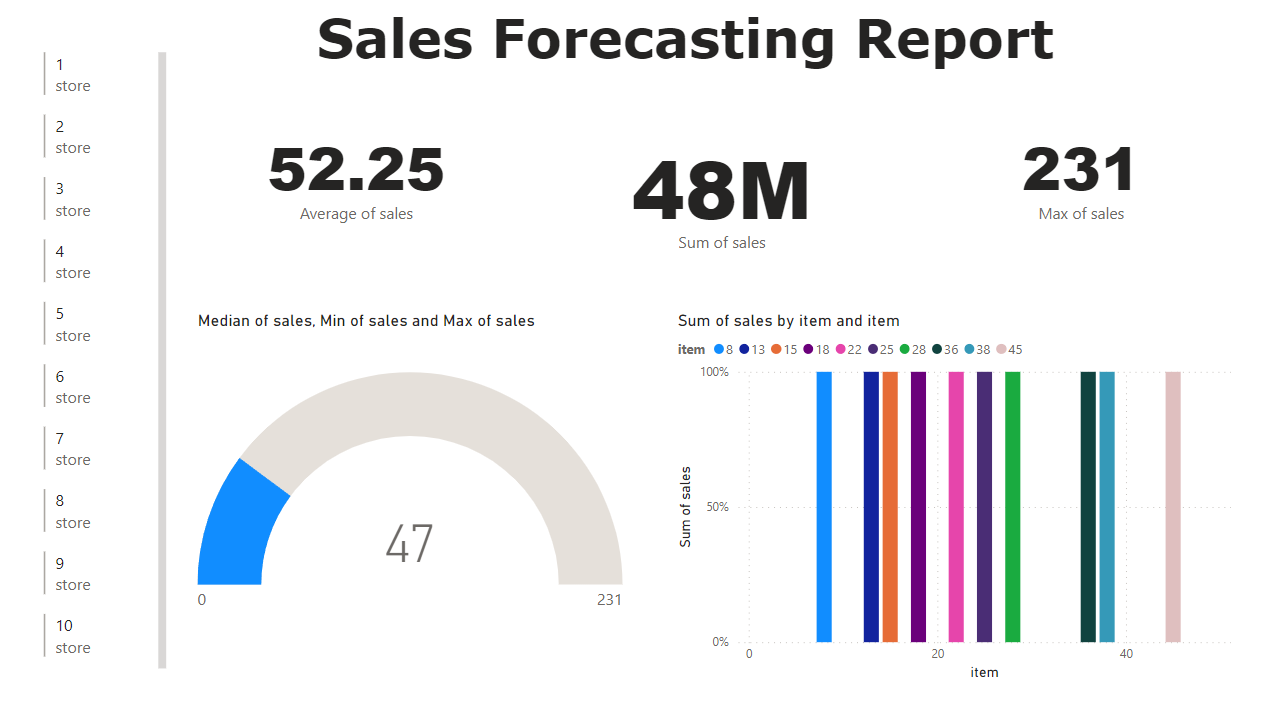 Sales Forecasting Report
1
store
2
store
3
store
4
store
5
store
6
store
7
store
8
store
9
store
10
store
52.25
Average of sales
48M
Sum of sales
231
Max of sales
Median of sales, Min of sales and Max of sales
47
0 231
Sum of sales by item and item
item 8 13 15 18 22 25 28 36 38 45
Sum of sales
100%
50%
0%
0 20 40
item